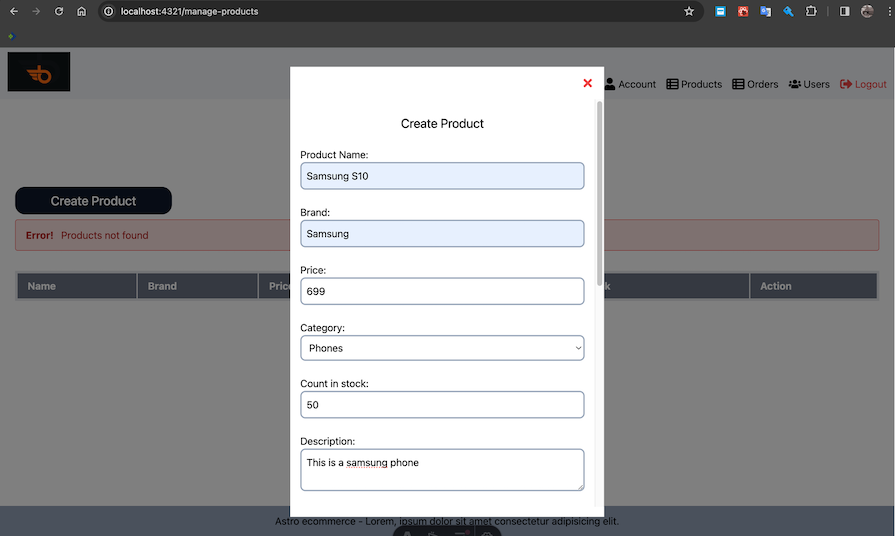 localhost:4321/manage-products
Account Products Orders Users Logout
Create Product
Product Name:
Samsung S10
Create Product
Brand:
Error! Products not found
Samsung
Price:
Name Brand Pric k Action
699
Category:
Phones
Count in stock:
50
Description:
This is a samsung phone
Astro ecommerce - Lorem, ipsum dolor sit amet consectetur adipisicing elit.